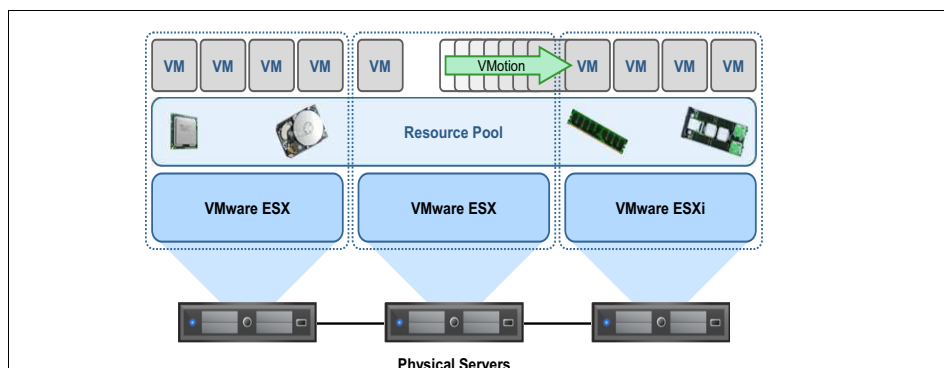 VM VM VM VM VM VMotion VM VM VM VM
Resource Pool
VMware ESX VMware ESX VMware ESXi
Physical Servers